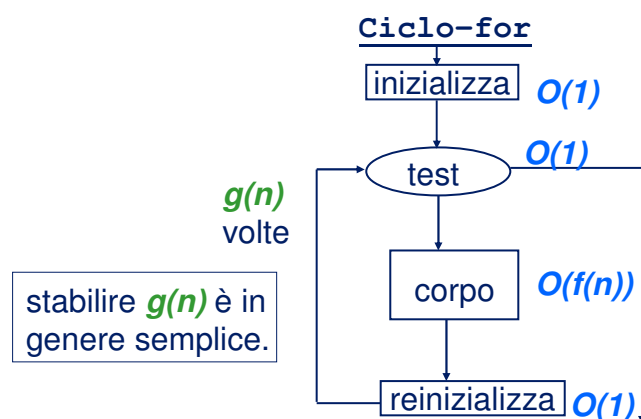 Ciclo-for
inizializza
O(1)
test
O(1)
g(n)
volte
corpo
O(f(n))
stabilire g(n) è in
genere semplice.
reinizializza
O(1)